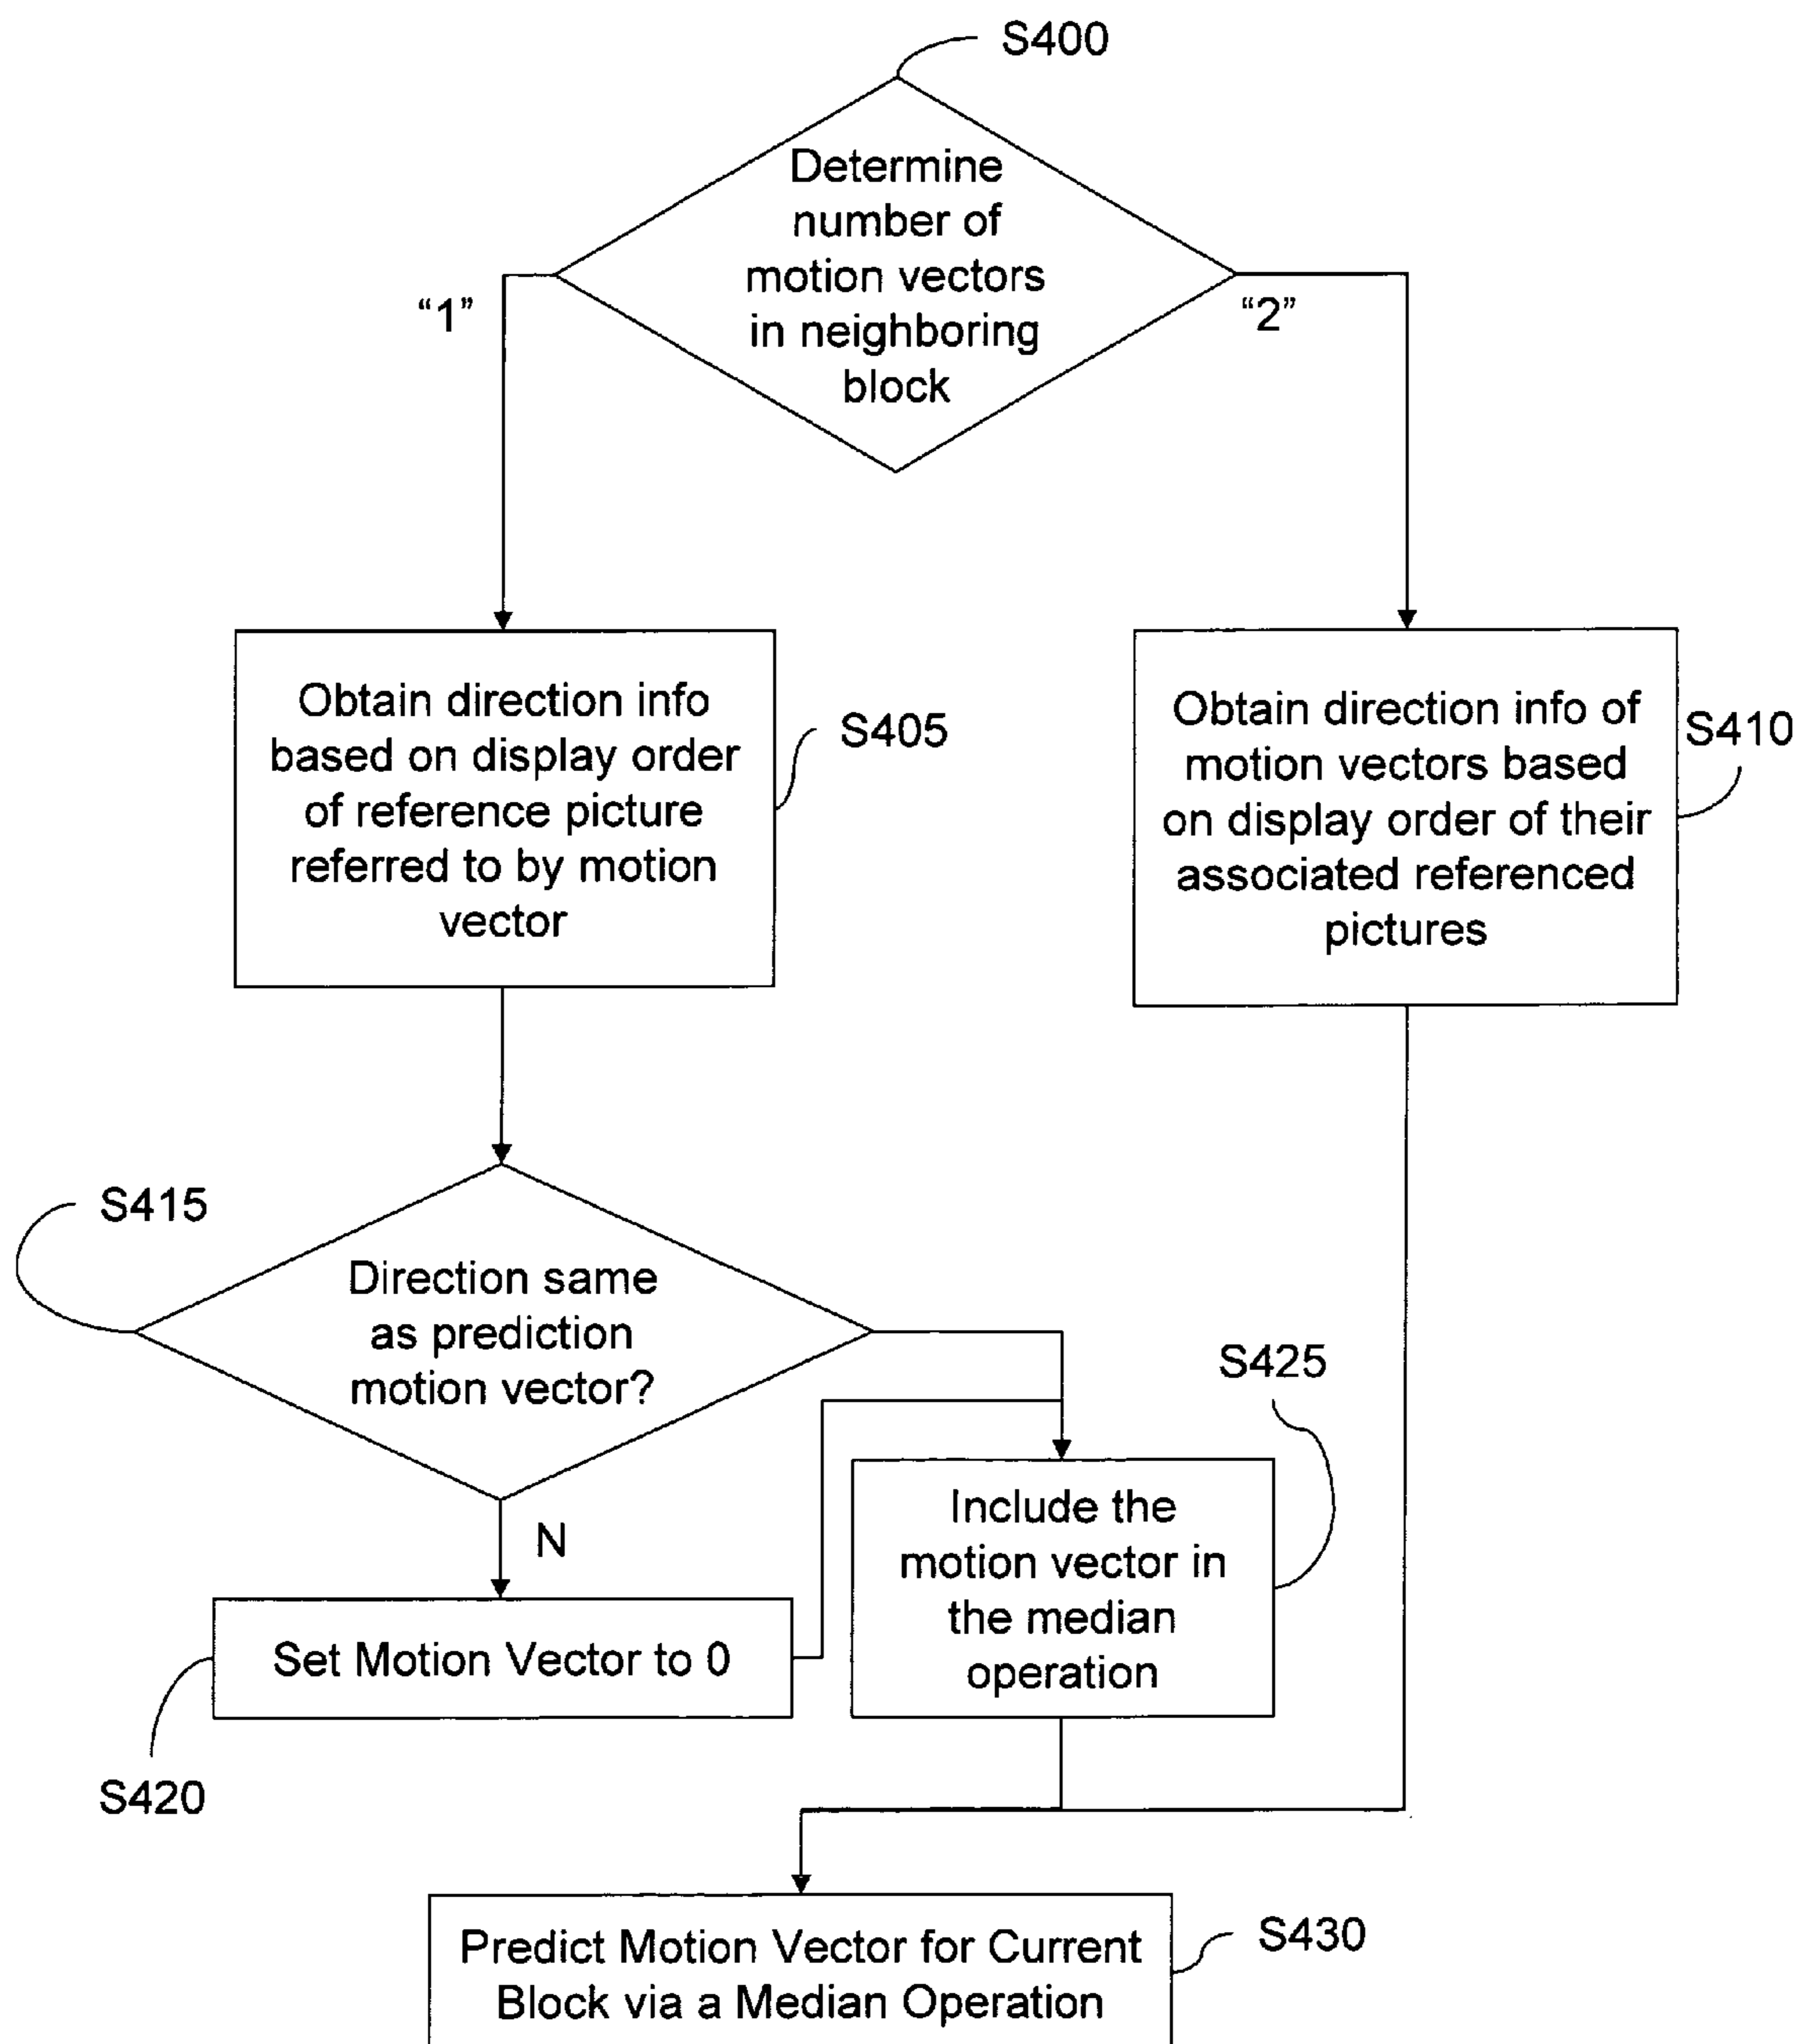 S400
Determine
number of
motion vectors
in neighboring
block
“1”
“2”
Obtain direction info
based on display order
of reference picture
referred to by motion
vector
S405
Obtain direction info of
motion vectors based
on display order of their
associated referenced
pictures
S410
S415
Direction same
as prediction
motion vector?
S425
N
Include the
motion vector in
the median
operation
Set Motion Vector to 0
S420
Predict Motion Vector for Current
Block via a Median Operation
S430